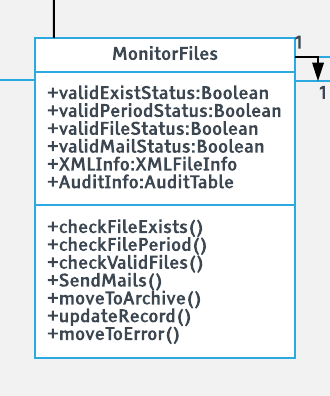 MonitorFiles
1
1
+validExistStatus:Boolean
+validPeriodStatus:Boolean
+validFileStatus:Boolean
+validMailStatus:Boolean
+XMLInfo:XMLFileInfo
+AuditInfo:AuditTable
+checkFileExists()
+checkFilePeriod()
+checkValidFiles()
+SendMails()
+moveToArchive()
+updateRecord()
+moveToError()